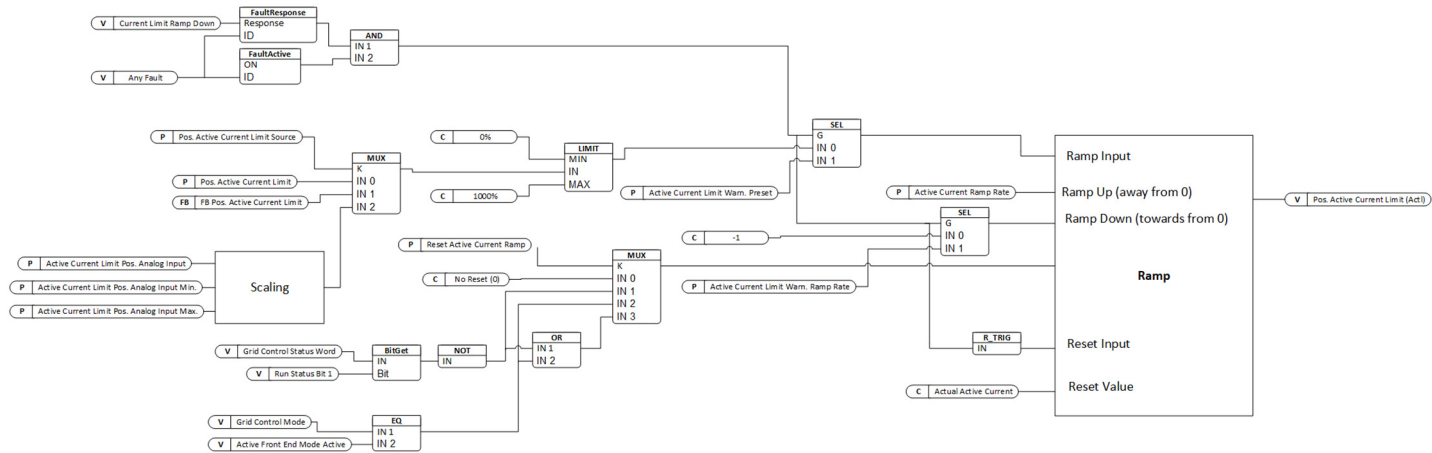 FaultResponse
V Current Limit Ramp Down
Response
ID
AND
IN 1
IN 2
FaultActive
ON
ID
V Any Fault
SEL
G
IN 0
IN 1
P Pos. Active Current Limit Source
C 0%
LIMIT
MIN
IN
MAX
MUX
K
IN 0
IN 1
IN 2
P Pos. Active Current Limit
FB FB Pos. Active Current Limit
C 1000%
P Active Current Limit Warn. Preset
Ramp Input
P Active Current Ramp Rate
Ramp Up (away from 0)
V Pos. Active Current Limit (Actl)
SEL
G
IN 0
IN 1
Ramp Down (towards from 0)
C -1
P Reset Active Current Ramp
MUX
K
IN 0
IN 1
IN 2
IN 3
P Active Current Limit Pos. Analog Input
P Active Current Limit Pos. Analog Input Min.
P Active Current Limit Pos. Analog Input Max.
Scaling
C No Reset (0)
P Active Current Limit Warn. Ramp Rate
Ramp
OR
IN 1
IN 2
R_TRIG
IN
Reset Input
V Grid Control Status Word
BitGet
IN
Bit
NOT
IN
V Run Status Bit 1
C Actual Active Current
Reset Value
EQ
IN 1
IN 2
V Grid Control Mode
V Active Front End Mode Active